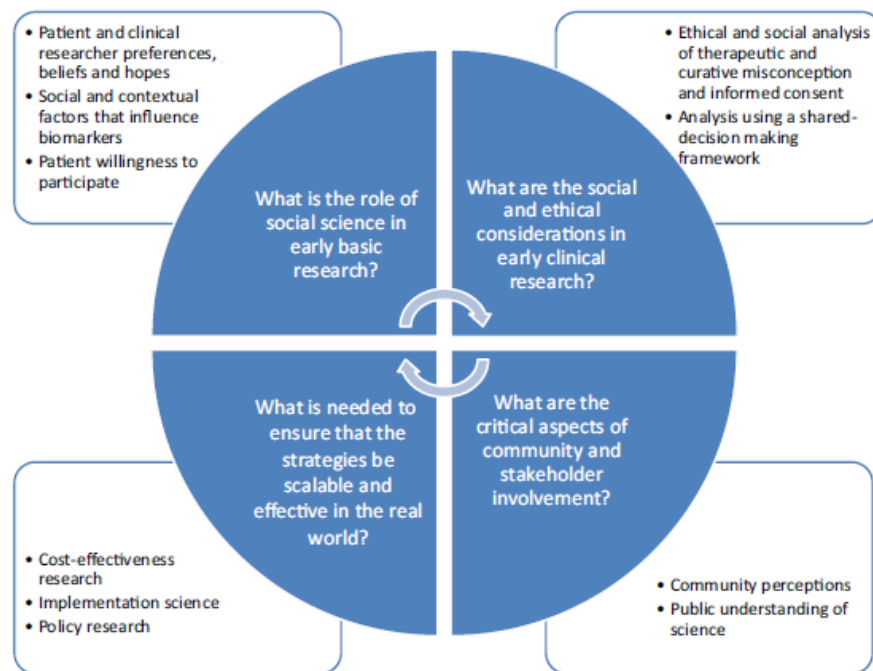 • Patient and clinical
researcher preferences,
beliefs and hopes
• Social and contextual
factors that influence
biomarkers
• Patient willingness to
participate
• Ethical and social analysis
of therapeutic and
curative misconception
and informed consent
• Analysis using a shared-
decision making
framework
What is the role of
social science in
early basic
research?
What are the social
and ethical
considerations in
early clinical
research?
What is needed to
ensure that the
strategies be
scalable and
effective in the real
world?
What are the
critical aspects of
community and
stakeholder
involvement?
• Cost-effectiveness
research
• Implementation science
• Policy research
• Community perceptions
• Public understanding of
science